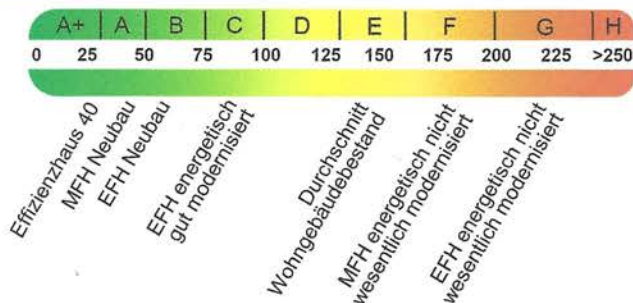 A+ A B C D E F G H
0 25 50 75 100 125 150 175 200 225 >250
Effizienzhaus 40
MFH Neubau
EFH Neubau
EFH energetisch
gut modernisiert
Durchschnitt
Wohngebäudebestand
MFH energetisch nicht
wesentlich modernisiert
EFH energetisch nicht
wesentlich modernisiert